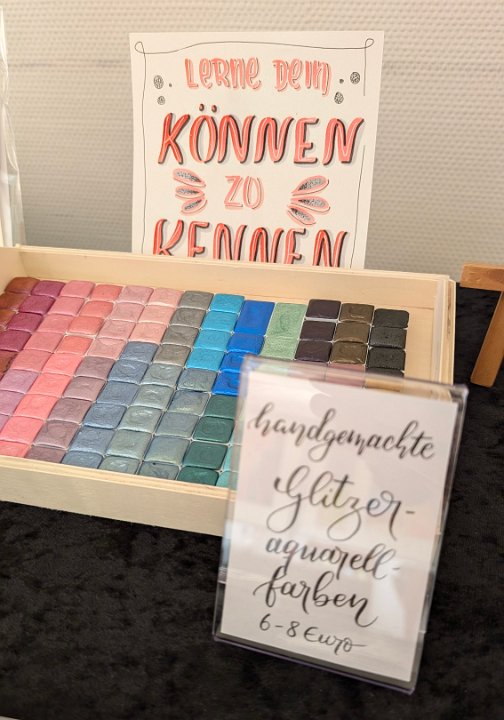 Lerne Dein
KÖNNEN
ZU
KENNEN
handgemachte
Glitzer-
aquarell-
farben
6-8 Euro